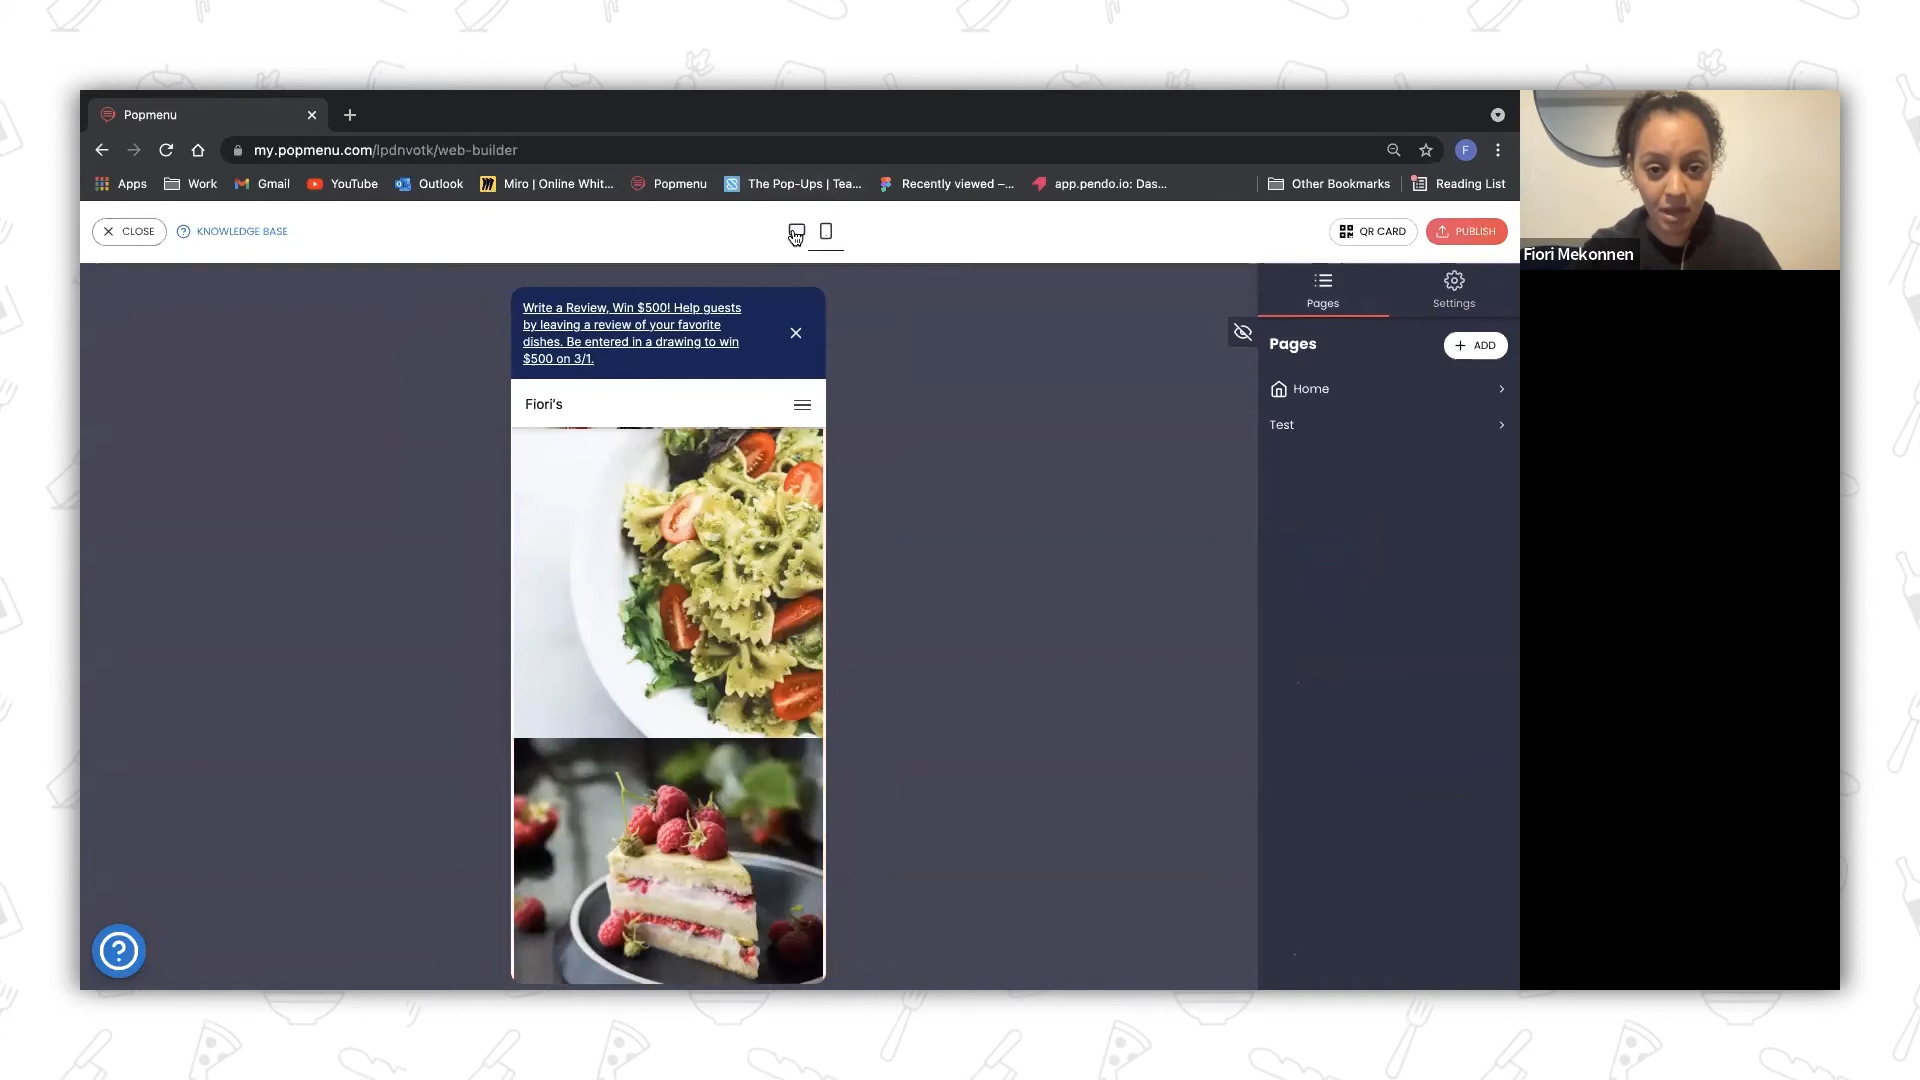 Popmenu
my.popmenu.com/lpdnvotk/web-builder
F
Apps
Work
Gmail
YouTube
Outlook
Miro | Online Whit...
Popmenu
The Pop-Ups | Tea...
Recently viewed –...
app.pendo.io: Das...
Other Bookmarks
Reading List
CLOSE
KNOWLEDGE BASE
QR CARD
PUBLISH
Fiori Mekonnen
Pages
Settings
Write a Review, Win $500! Help guests
by leaving a review of your favorite
dishes. Be entered in a drawing to win
$500 on 3/1.
Pages
ADD
Fiori's
Home
Test